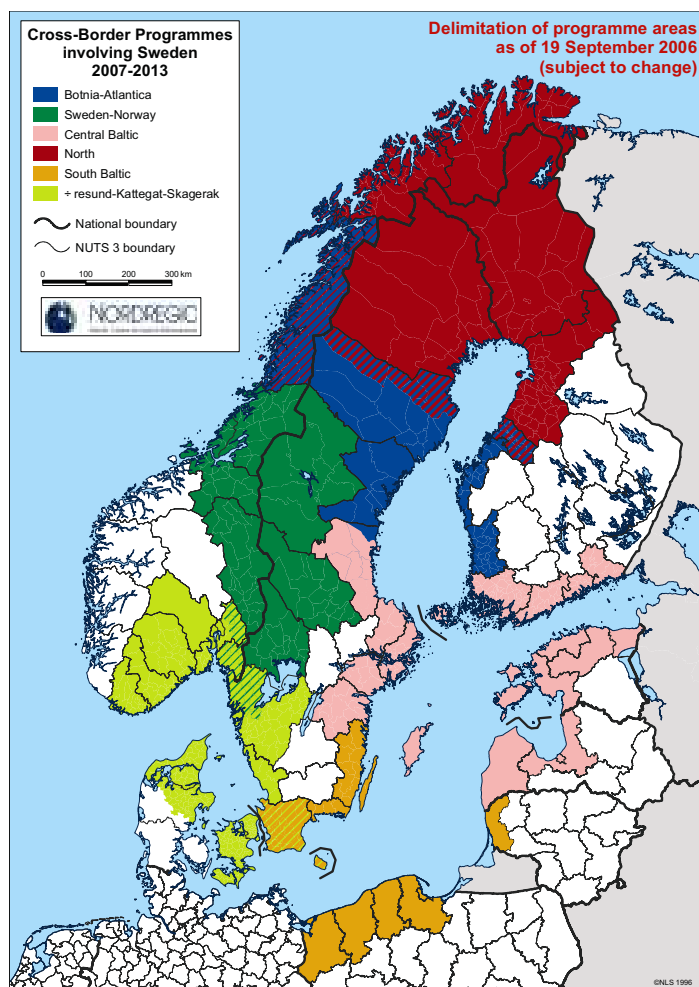 Cross-Border Programmes
involving Sweden
2007-2013
Botnia-Atlantica
Sweden-Norway
Central Baltic
North
South Baltic
÷ resund-Kattegat-Skagerak
National boundary
NUTS 3 boundary
0 100 200 300 km
NORDREGIO
Delimitation of programme areas
as of 19 September 2006
(subject to change)
©NLS 1996